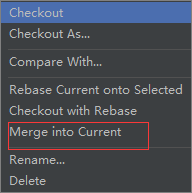 Checkout
Checkout As...
Compare With...
Rebase Current onto Selected
Checkout with Rebase
Merge into Current
Rename...
Delete